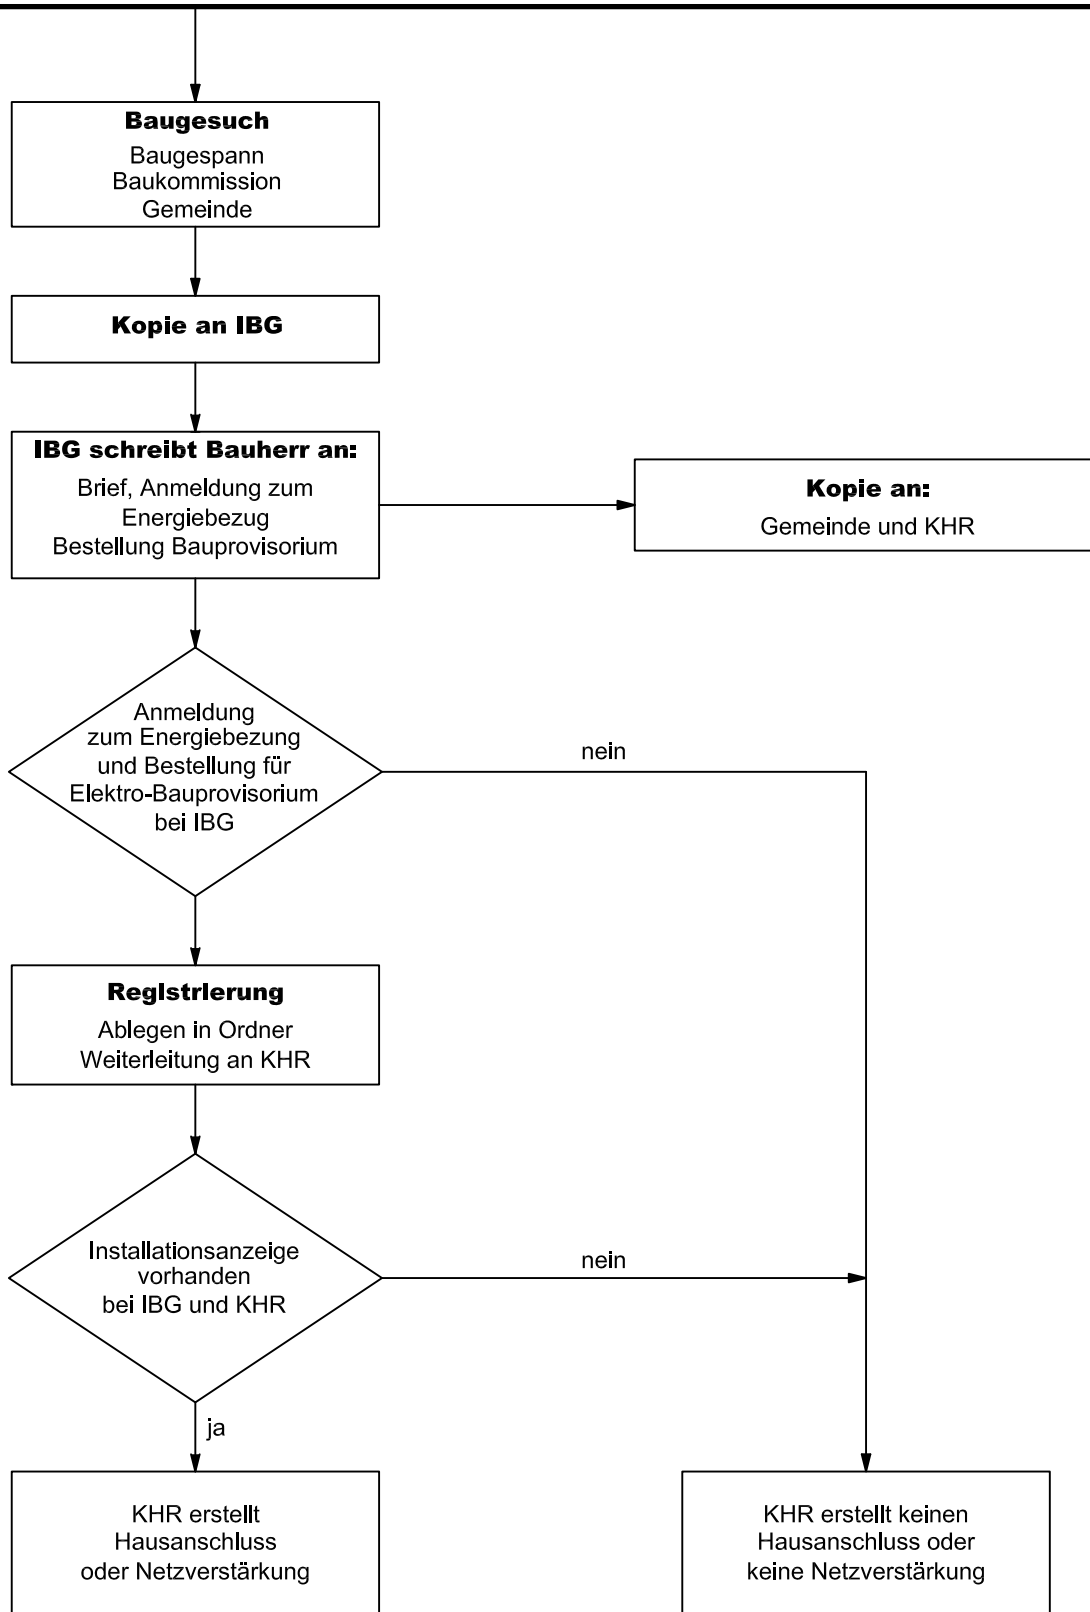 Baugesuch
Baugespann
Baukommission
Gemeinde
Kopie an IBG
IBG schreibt Bauherr an:
Brief, Anmeldung zum
Energiebezug
Bestellung Bauprovisorium
Kopie an:
Gemeinde und KHR
Anmeldung
zum Energiebezung
und Bestellung für
Elektro-Bauprovisorium
bei IBG
nein
Registrierung
Ablegen in Ordner
Weiterleitung an KHR
Installationsanzeige
vorhanden
bei IBG und KHR
nein
ja
KHR erstellt
Hausanschluss
oder Netzverstärkung
KHR erstellt keinen
Hausanschluss oder
keine Netzverstärkung